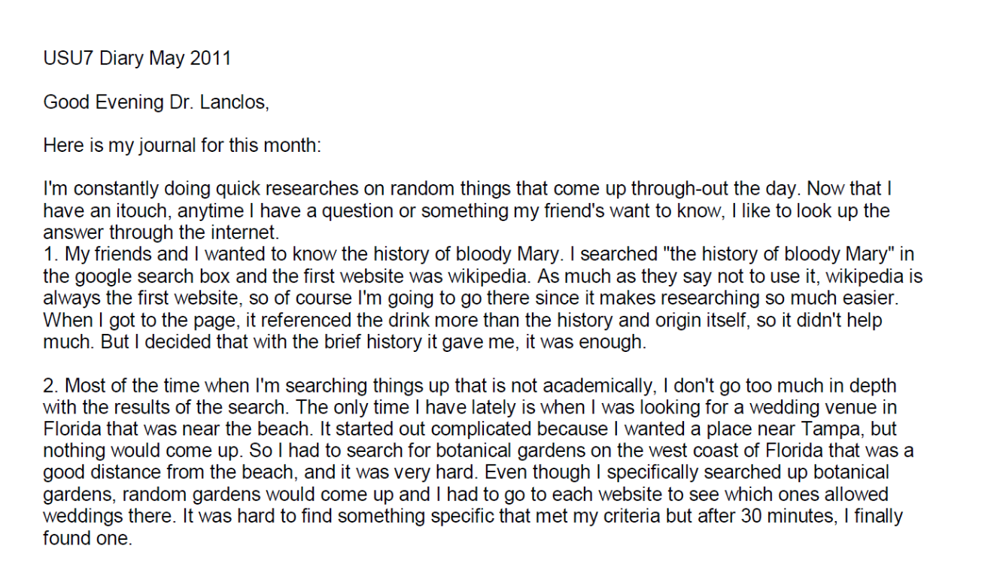 USU7 Diary May 2011
Good Evening Dr. Lanclos,
Here is my journal for this month:
I'm constantly doing quick researches on random things that come up through-out the day. Now that I
have an itouch, anytime I have a question or something my friend's want to know, I like to look up the
answer through the internet.
1. My friends and I wanted to know the history of bloody Mary. I searched "the history of bloody Mary" in
the google search box and the first website was wikipedia. As much as they say not to use it, wikipedia is
always the first website, so of course I'm going to go there since it makes researching so much easier.
When I got to the page, it referenced the drink more than the history and origin itself, so it didn't help
much. But I decided that with the brief history it gave me, it was enough.
2. Most of the time when I'm searching things up that is not academically, I don't go too much in depth
with the results of the search. The only time I have lately is when I was looking for a wedding venue in
Florida that was near the beach. It started out complicated because I wanted a place near Tampa, but
nothing would come up. So I had to search for botanical gardens on the west coast of Florida that was a
good distance from the beach, and it was very hard. Even though I specifically searched up botanical
gardens, random gardens would come up and I had to go to each website to see which ones allowed
weddings there. It was hard to find something specific that met my criteria but after 30 minutes, I finally
found one.